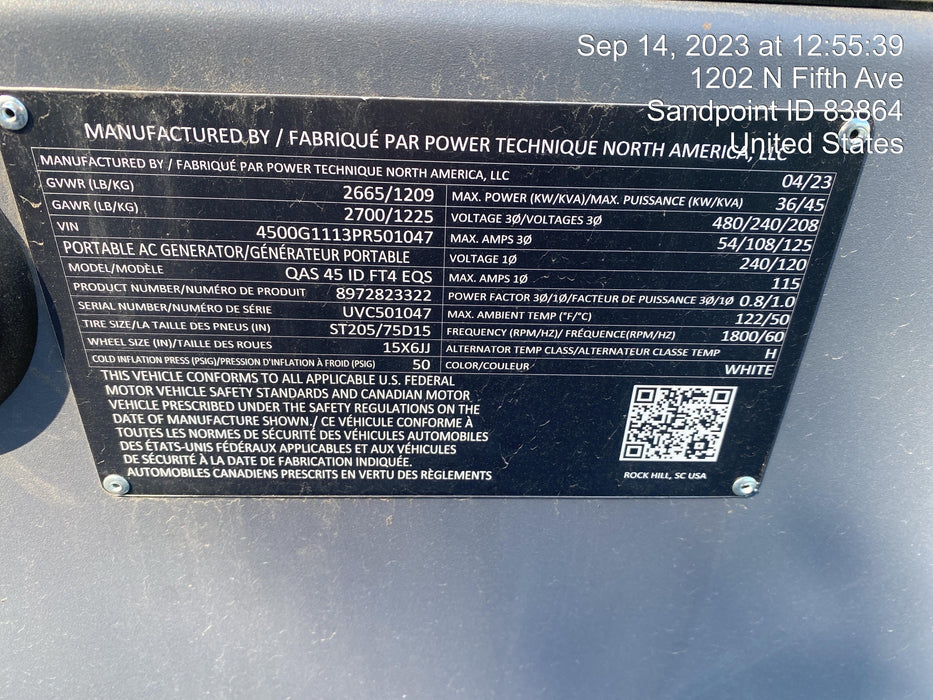 Sep 14, 2023 at 12:55:39
1202 N Fifth Ave
Sandpoint ID 83864
United States
MANUFACTURED BY / FABRIQUÉ PAR POWER TECHNIQUE NORTH AMERICA, LLC
MANUFACTURED BY / FABRIQUÉ PAR POWER TECHNIQUE NORTH AMERICA, LLC 04/23
GVWR (LB/KG) 2665/1209
GAWR (LB/KG) 2700/1225
VIN 4500G1113PR501047
PORTABLE AC GENERATOR/GÉNÉRATEUR PORTABLE
MODEL/MODÈLE QAS 45 ID FT4 EQS
PRODUCT NUMBER/NUMÉRO DE PRODUIT 8972823322
SERIAL NUMBER/NUMÉRO DE SÉRIE UVC501047
TIRE SIZE/LA TAILLE DES PNEUS (IN) ST205/75D15
WHEEL SIZE (IN)/TAILLE DES ROUES 15X6JJ
COLD INFLATION PRESS (PSIG)/PRESSION D'INFLATION À FROID (PSIG) 50
MAX. POWER (KW/KVA)/MAX. PUISSANCE (KW/KVA) 36/45
VOLTAGE 3Ø/VOLTAGES 3Ø 480/240/208
MAX. AMPS 3Ø 54/108/125
VOLTAGE 1Ø 240/120
MAX. AMPS 1Ø 115
POWER FACTOR 3Ø/1Ø/FACTEUR DE PUISSANCE 3Ø/1Ø 0.8/1.0
MAX. AMBIENT TEMP (°F/°C) 122/50
FREQUENCY (RPM/HZ)/ FRÉQUENCE(RPM/HZ) 1800/60
ALTERNATOR TEMP CLASS/ALTERNATEUR CLASSE TEMP H
COLOR/COULEUR WHITE
THIS VEHICLE CONFORMS TO ALL APPLICABLE U.S. FEDERAL
MOTOR VEHICLE SAFETY STANDARDS AND CANADIAN MOTOR
VEHICLE PRESCRIBED UNDER THE SAFETY REGULATIONS ON THE
DATE OF MANUFACTURE SHOWN./ CE VÉHICULE CONFORME À
TOUTES LES NORMES DE SÉCURITÉ DES VÉHICULES AUTOMOBILES
DES ÉTATS-UNIS FÉDÉRAUX APPLICABLES ET AUX VÉHICULES
DE SÉCURITÉ À LA DATE DE FABRICATION INDIQUÉE.
AUTOMOBILES CANADIENS PRESCRITS EN VERTU DES RÈGLEMENTS
ROCK HILL, SC USA